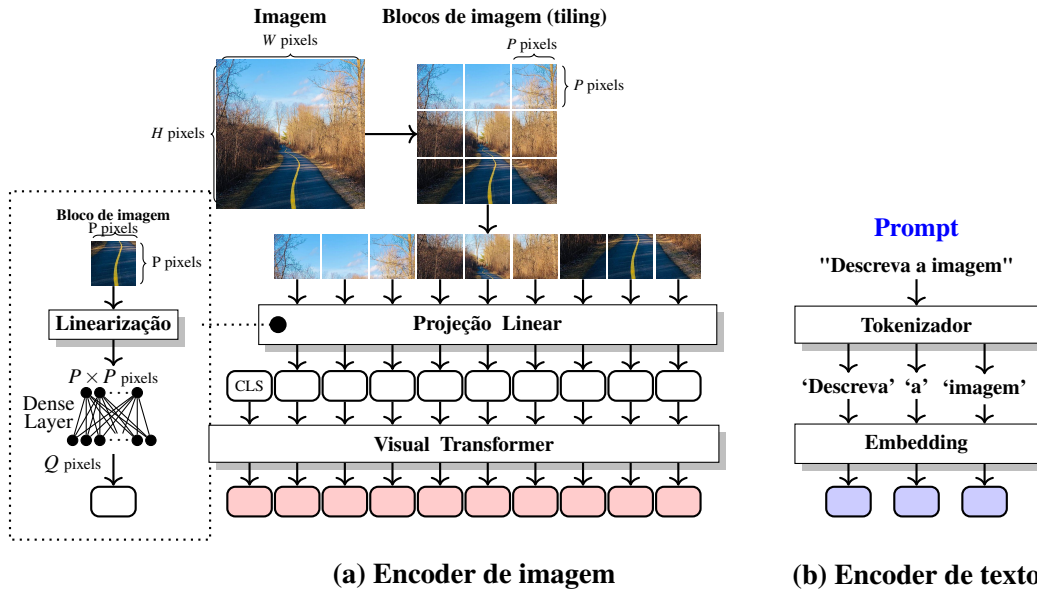 Imagem
W pixels
H pixels
Blocos de imagem (tiling)
P pixels
P pixels
Bloco de imagem
P pixels
P pixels
Linearização
P × P pixels
Dense
Layer
Q pixels
Projeção Linear
CLS
Visual Transformer
(a) Encoder de imagem
Prompt
"Descreva a imagem"
Tokenizador
‘Descreva’ ‘a’ ‘imagem’
Embedding
(b) Encoder de texto